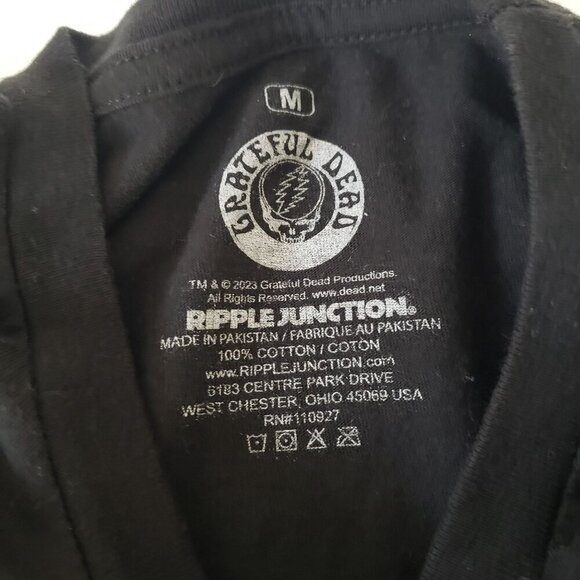 M
GRATEFUL DEAD
TM & © 2023 Grateful Dead Productions.
All Rights Reserved. www.dead.net
RIPPLE JUNCTION®
MADE IN PAKISTAN / FABRIQUE AU PAKISTAN
100% COTTON / COTON
www.RIPPLEJUNCTION.com
6183 CENTRE PARK DRIVE
WEST CHESTER, OHIO 45069 USA
RN#110927